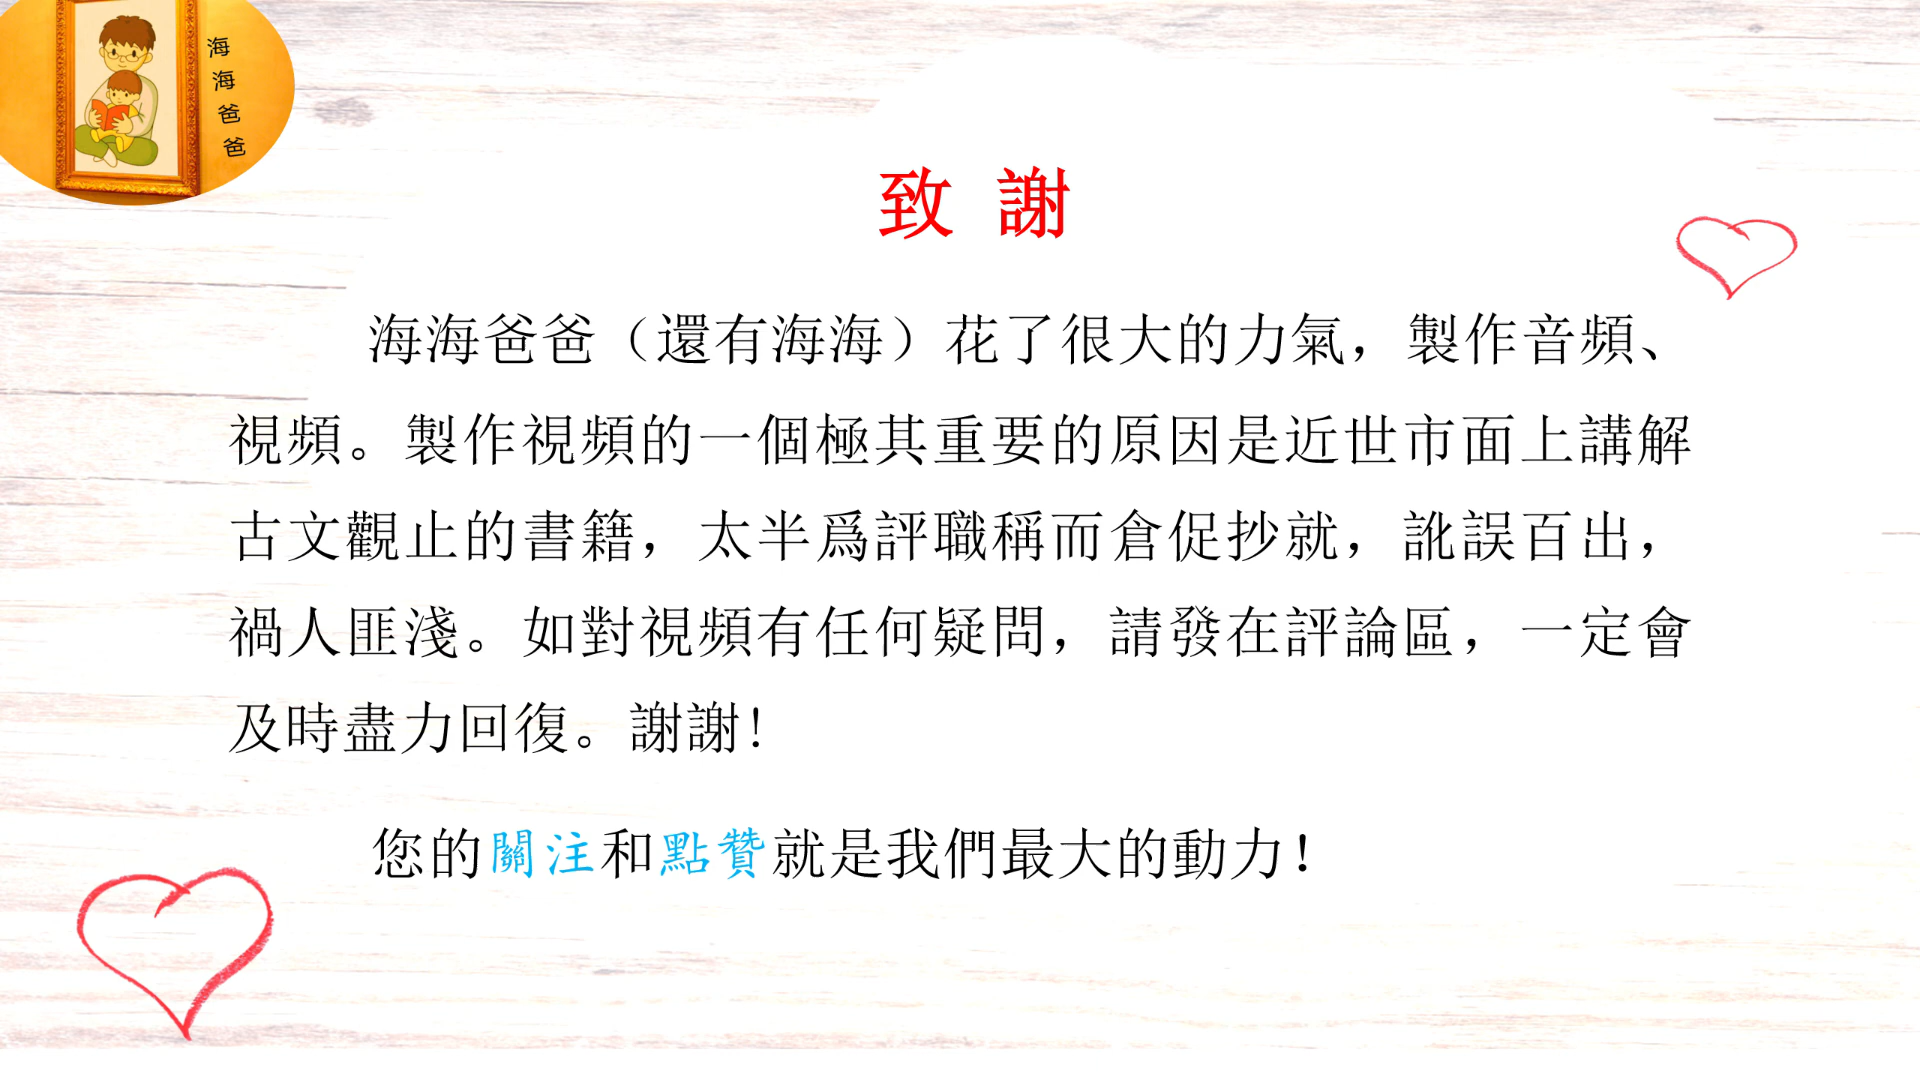 海海爸爸
致 謝
海海爸爸（還有海海）花了很大的力氣，製作音頻、
視頻。製作視頻的一個極其重要的原因是近世市面上講解
古文觀止的書籍，太半爲評職稱而倉促抄就，訛誤百出，
禍人匪淺。如對視頻有任何疑問，請發在評論區，一定會
及時盡力回復。謝謝！
您的關注和點贊就是我們最大的動力！